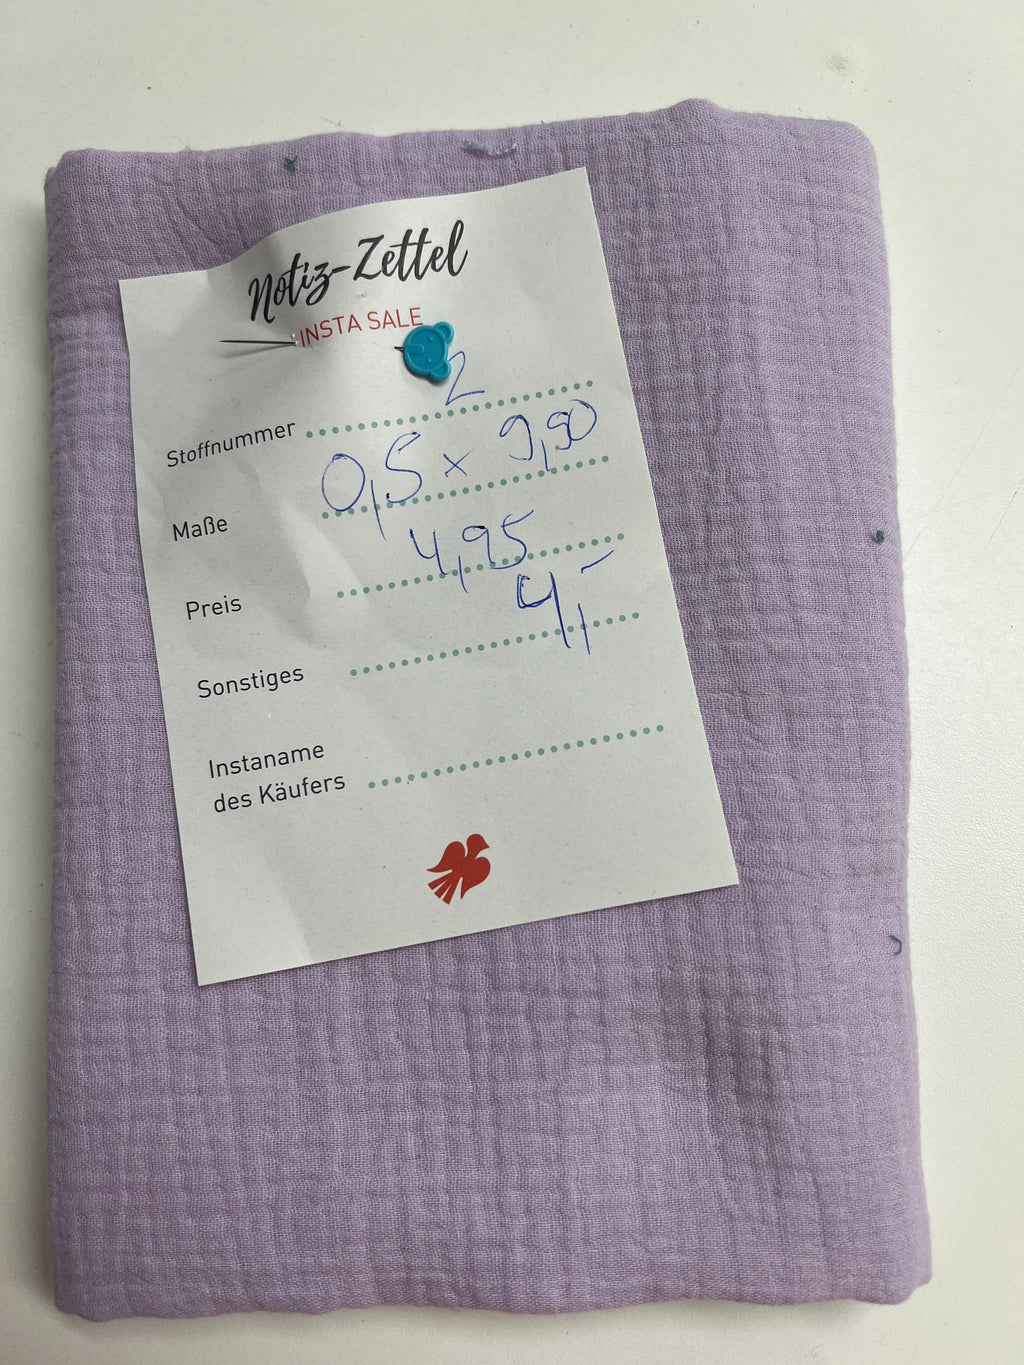 Notiz-Zettel
INSTA SALE
Stoffnummer 2
Maße 0,5 x 9,90
Preis 4,95
Sonstiges 4,-
Instaname
des Käufers